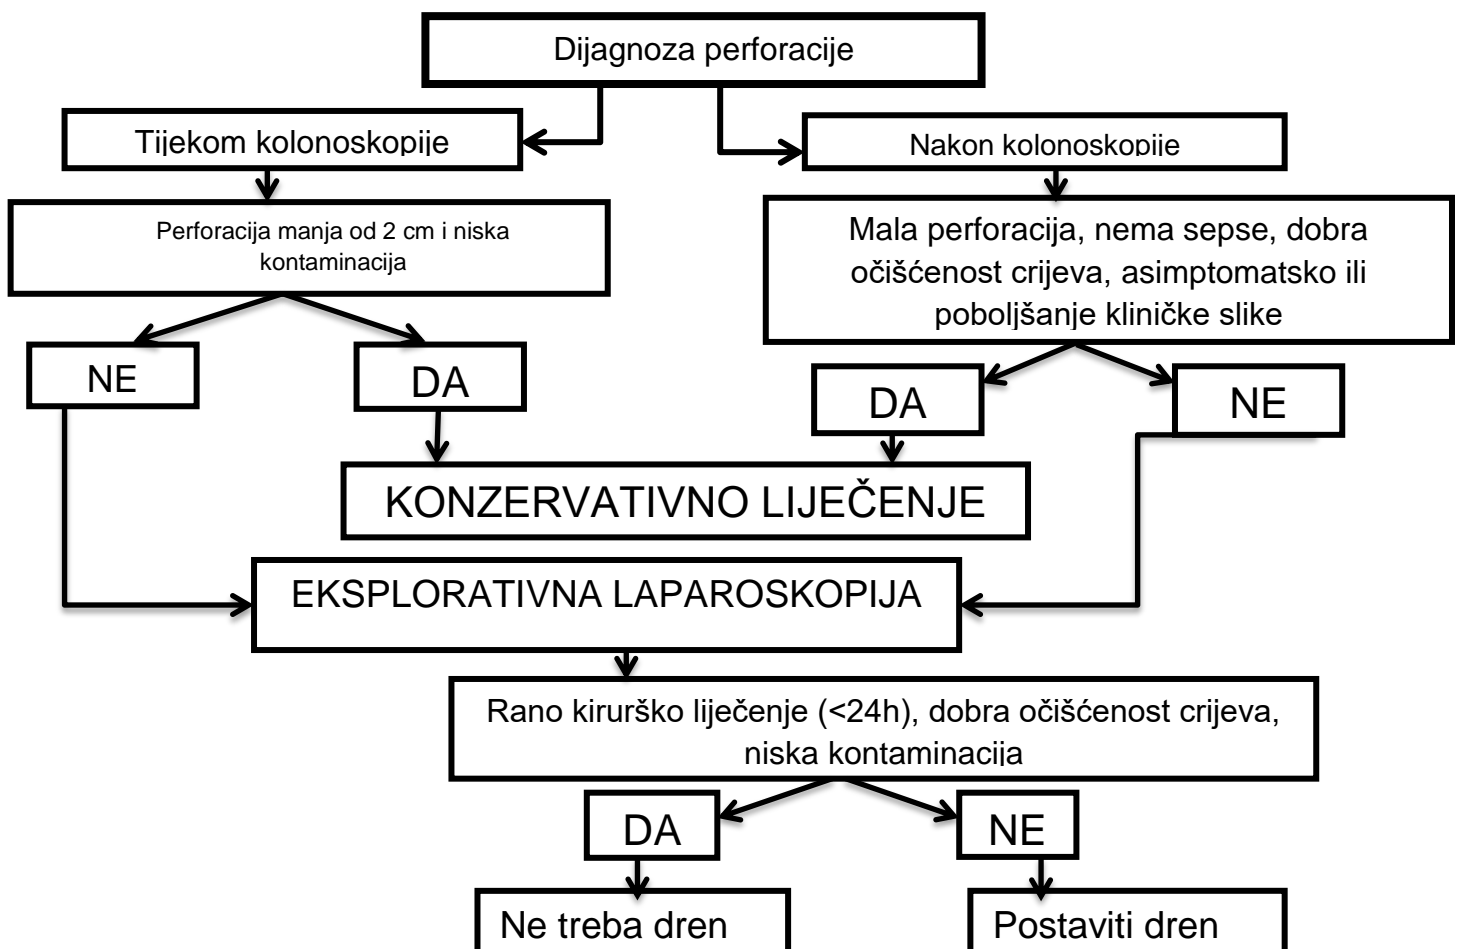 Dijagnoza perforacije
Tijekom kolonoskopije
Nakon kolonoskopije
Perforacija manja od 2 cm i niska
kontaminacija
Mala perforacija, nema sepse, dobra
očišćenost crijeva, asimptomatsko ili
poboljšanje kliničke slike
NE
DA
DA
NE
KONZERVATIVNO LIJEČENJE
EKSPLORATIVNA LAPAROSKOPIJA
Rano kirurško liječenje (<24h), dobra očišćenost crijeva,
niska kontaminacija
DA
NE
Ne treba dren
Postaviti dren